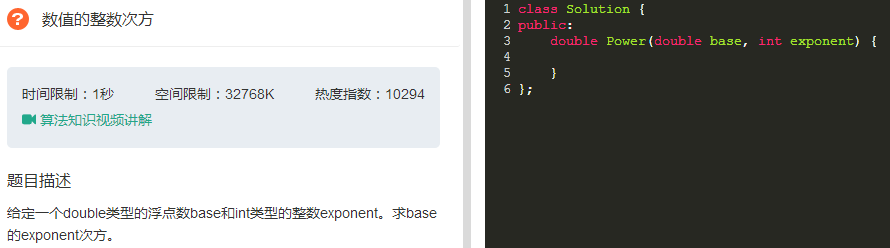 数值的整数次方
时间限制：1秒 空间限制：32768K 热度指数：10294
算法知识视频讲解
题目描述
给定一个double类型的浮点数base和int类型的整数exponent。求base
的exponent次方。
1 class Solution {
2 public:
3     double Power(double base, int exponent) {
4
5     }
6 };